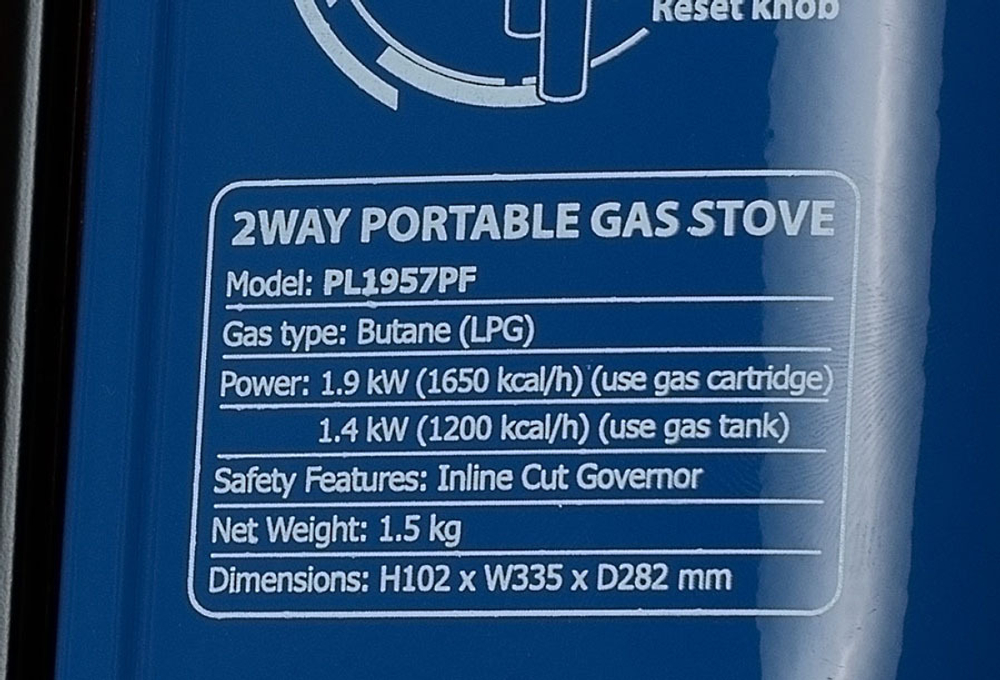 Reset Knob
2WAY PORTABLE GAS STOVE
Model: PL1957PF
Gas type: Butane (LPG)
Power: 1.9 kW (1650 kcal/h) (use gas cartridge)
1.4 kW (1200 kcal/h) (use gas tank)
Safety Features: Inline Cut Governor
Net Weight: 1.5 kg
Dimensions: H102 x W335 x D282 mm